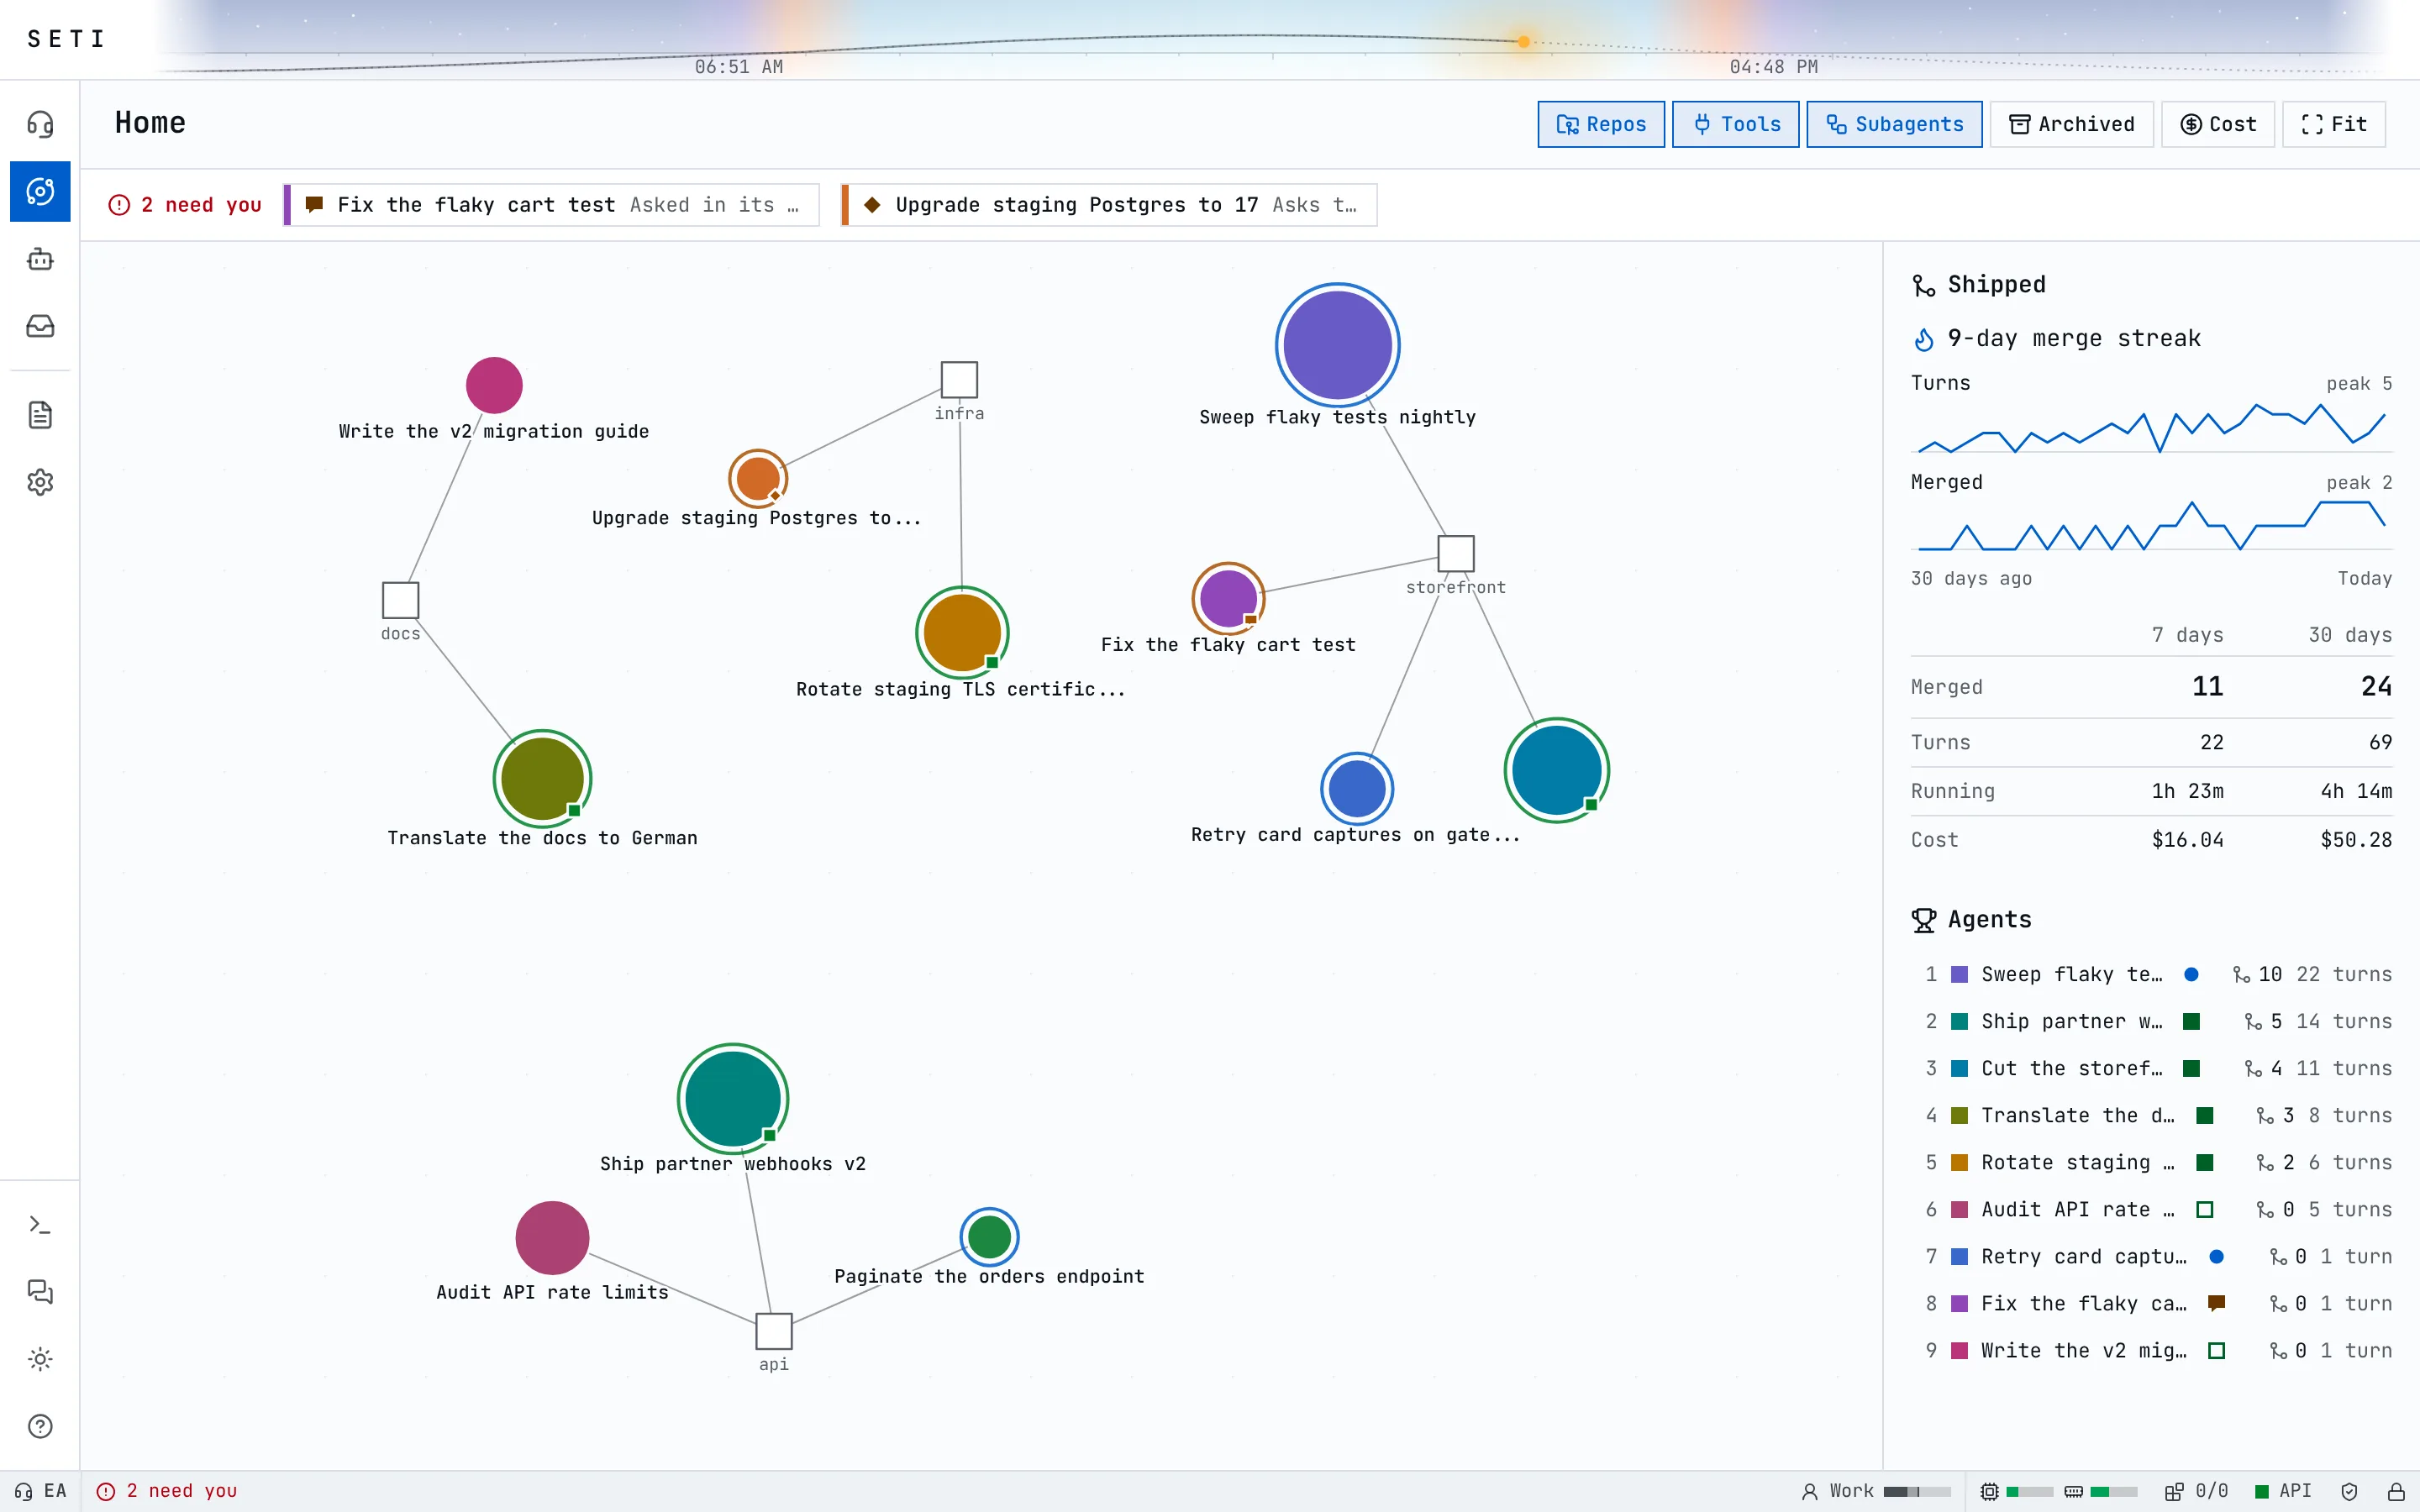 SETI
06:51 AM
04:48 PM
Home
Repos
Tools
Subagents
Archived
Cost
Fit
2 need you
Fix the flaky cart test Asked in its …
Upgrade staging Postgres to 17 Asks t…
Write the v2 migration guide
infra
Upgrade staging Postgres to...
Sweep flaky tests nightly
docs
storefront
Fix the flaky cart test
Rotate staging TLS certific...
Translate the docs to German
Retry card captures on gate...
Ship partner webhooks v2
Audit API rate limits
Paginate the orders endpoint
api
Shipped
9-day merge streak
Turns peak 5
Merged peak 2
30 days ago Today
7 days 30 days
Merged 11 24
Turns 22 69
Running 1h 23m 4h 14m
Cost $16.04 $50.28
Agents
1 Sweep flaky te… 10 22 turns
2 Ship partner w… 5 14 turns
3 Cut the storef… 4 11 turns
4 Translate the d… 3 8 turns
5 Rotate staging … 2 6 turns
6 Audit API rate … 0 5 turns
7 Retry card captu… 0 1 turn
8 Fix the flaky ca… 0 1 turn
9 Write the v2 mig… 0 1 turn
EA
2 need you
Work
0/0
API